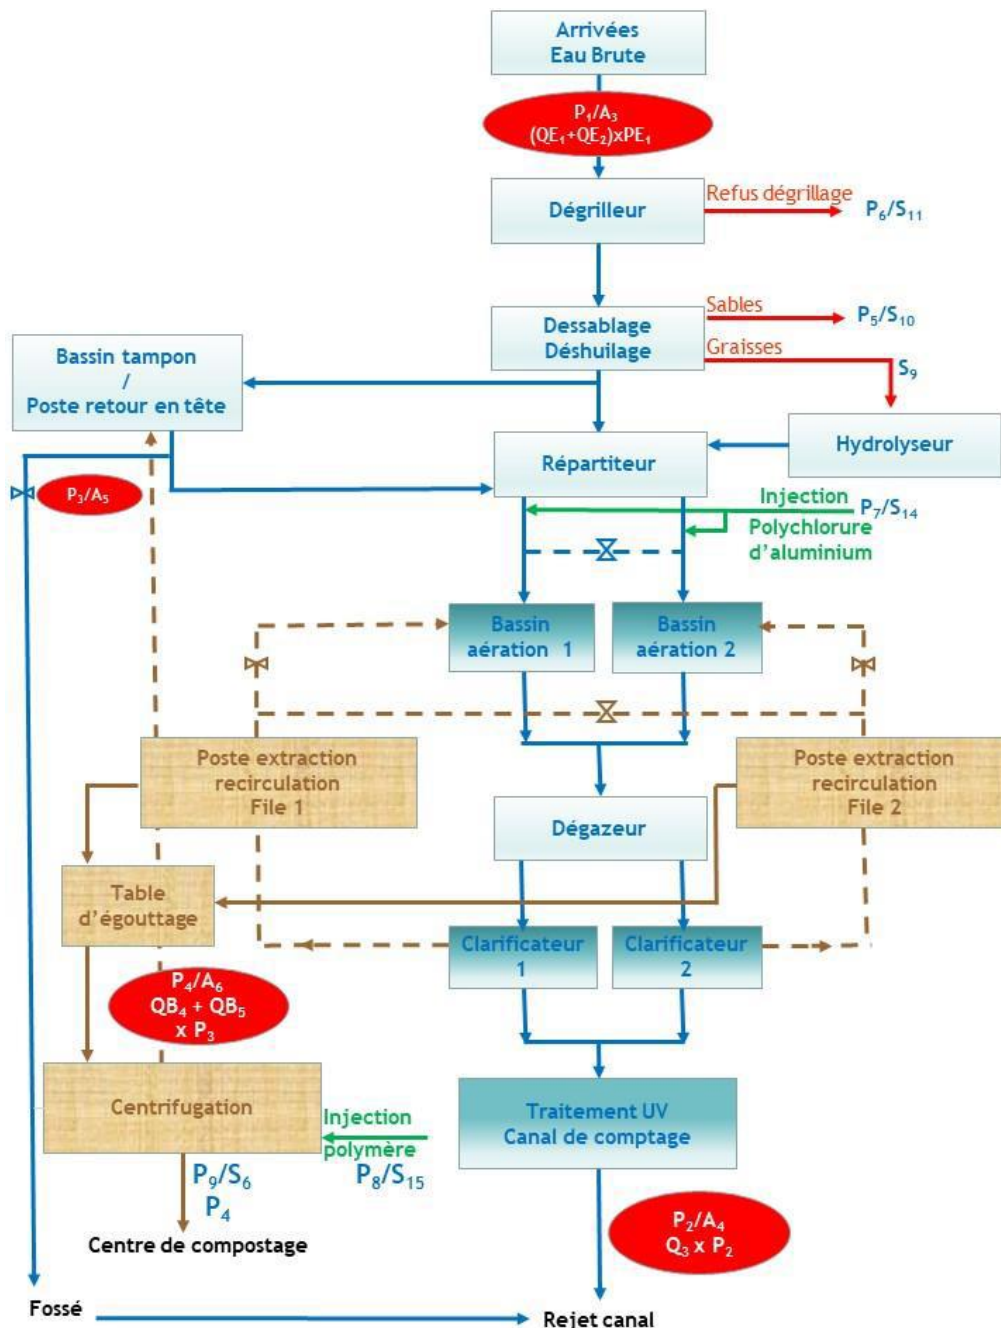 Arrivées
Eau Brute
P₁/A₃
(QE₁+QE₂)xPE₁
Dégrilleur
Refus dégrillage
P₆/S₁₁
Dessablage
Déshuilage
Sables
P₅/S₁₀
Graisses
S₉
Bassin tampon
/
Poste retour en tête
Répartiteur
Hydrolyseur
P₃/A₅
Injection
Polychlorure
d'aluminium
P₇/S₁₄
Bassin
aération 1
Bassin
aération 2
Poste extraction
recirculation
File 1
Poste extraction
recirculation
File 2
Dégazeur
Table
d'égouttage
Clarificateur
1
Clarificateur
2
P₄/A₆
QB₄ + QB₅
x P₃
Centrifugation
Injection
polymère
P₈/S₁₅
Traitement UV
Canal de comptage
P₉/S₆
P₄
Centre de compostage
P₂/A₄
Q₃ x P₂
Fossé
Rejet canal